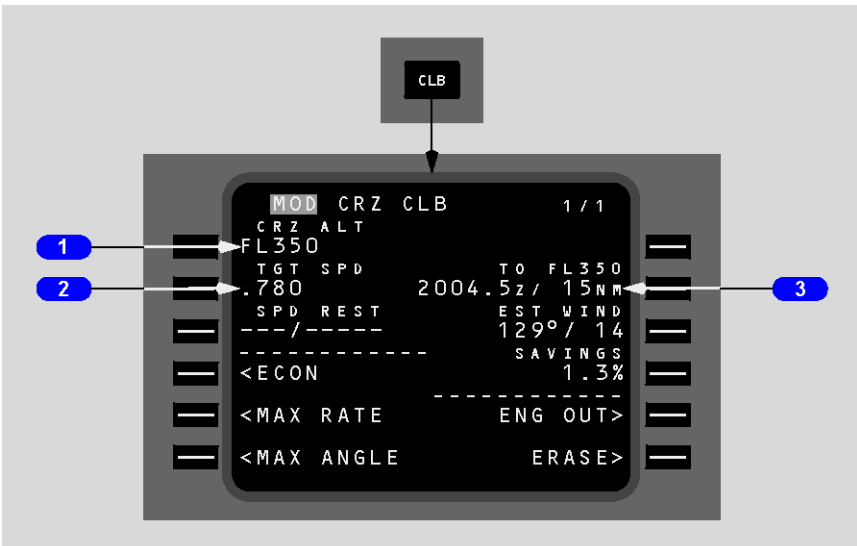 CLB
MOD CRZ CLB 1/1
CRZ ALT
1
FL350
TGT SPD TO FL350
2
.780 2004.5z/ 15NM
3
SPD REST EST WIND
---/----- 129°/ 14
------------ -- SAVINGS
<ECON 1.3%
-------------
<MAX RATE ENG OUT>
<MAX ANGLE ERASE>